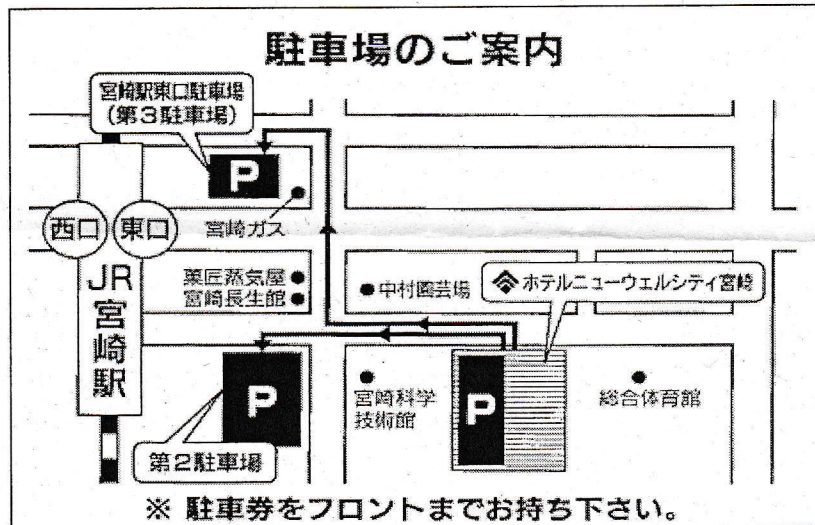 駐車場のご案内
宮崎駅東口駐車場
(第3駐車場)
P
西口
東口
宮崎ガス
JR宮崎駅
菓匠蒸気屋
宮崎長生館
中村園芸場
ホテルニューウェルシティ宮崎
P
第2駐車場
宮崎科学
技術館
P
総合体育館
※ 駐車券をフロントまでお持ち下さい。